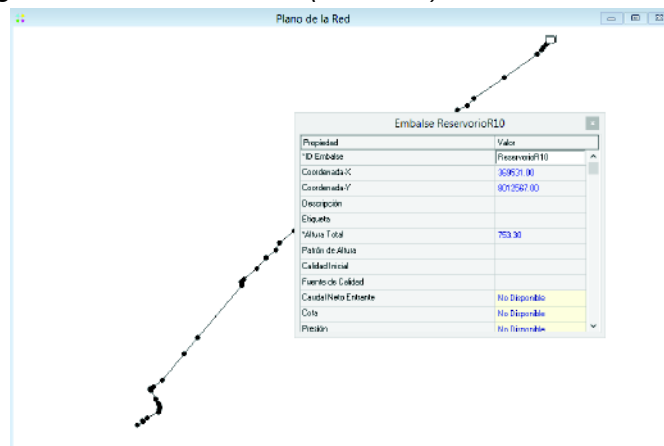 Plano de la Red
Embalse ReservorioR10
Propiedad Valor
*ID Embalse ReservorioR10
Coordenada-X 369531.00
Coordenada-Y 8012567.00
Descripción
Etiqueta
*Altura Total 753.30
Patrón de Altura
Calidad Inicial
Fuente de Calidad
Caudal Neto Entrante No Disponible
Cota No Disponible
Presión No Disponible